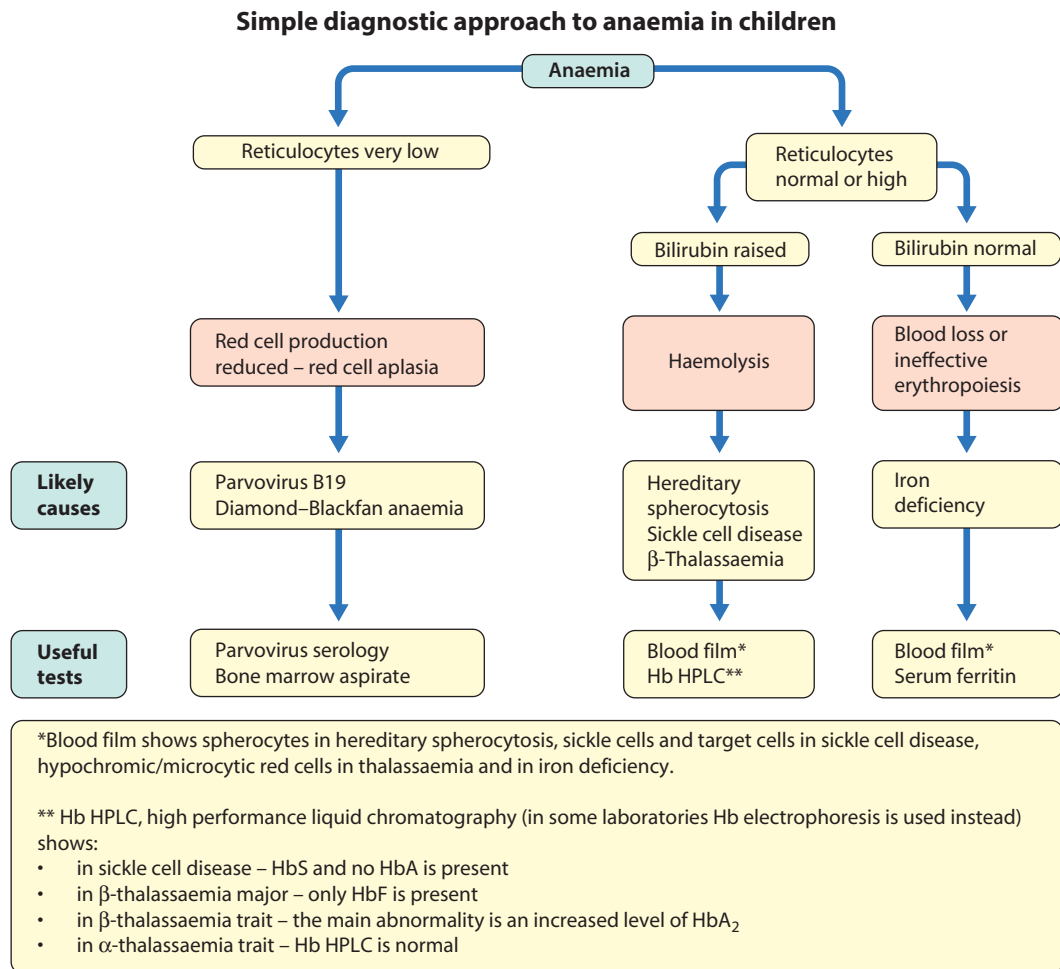 Simple diagnostic approach to anaemia in children
Anaemia
Reticulocytes very low
Reticulocytes
normal or high
Bilirubin raised
Bilirubin normal
Red cell production
reduced – red cell aplasia
Haemolysis
Blood loss or
ineffective
erythropoiesis
Likely
causes
Parvovirus B19
Diamond–Blackfan anaemia
Hereditary
spherocytosis
Sickle cell disease
β-Thalassaemia
Iron
deficiency
Useful
tests
Parvovirus serology
Bone marrow aspirate
Blood film*
Hb HPLC**
Blood film*
Serum ferritin
*Blood film shows spherocytes in hereditary spherocytosis, sickle cells and target cells in sickle cell disease,
hypochromic/microcytic red cells in thalassaemia and in iron deficiency.
** Hb HPLC, high performance liquid chromatography (in some laboratories Hb electrophoresis is used instead)
shows:
• in sickle cell disease – HbS and no HbA is present
• in β-thalassaemia major – only HbF is present
• in β-thalassaemia trait – the main abnormality is an increased level of HbA₂
• in α-thalassaemia trait – Hb HPLC is normal